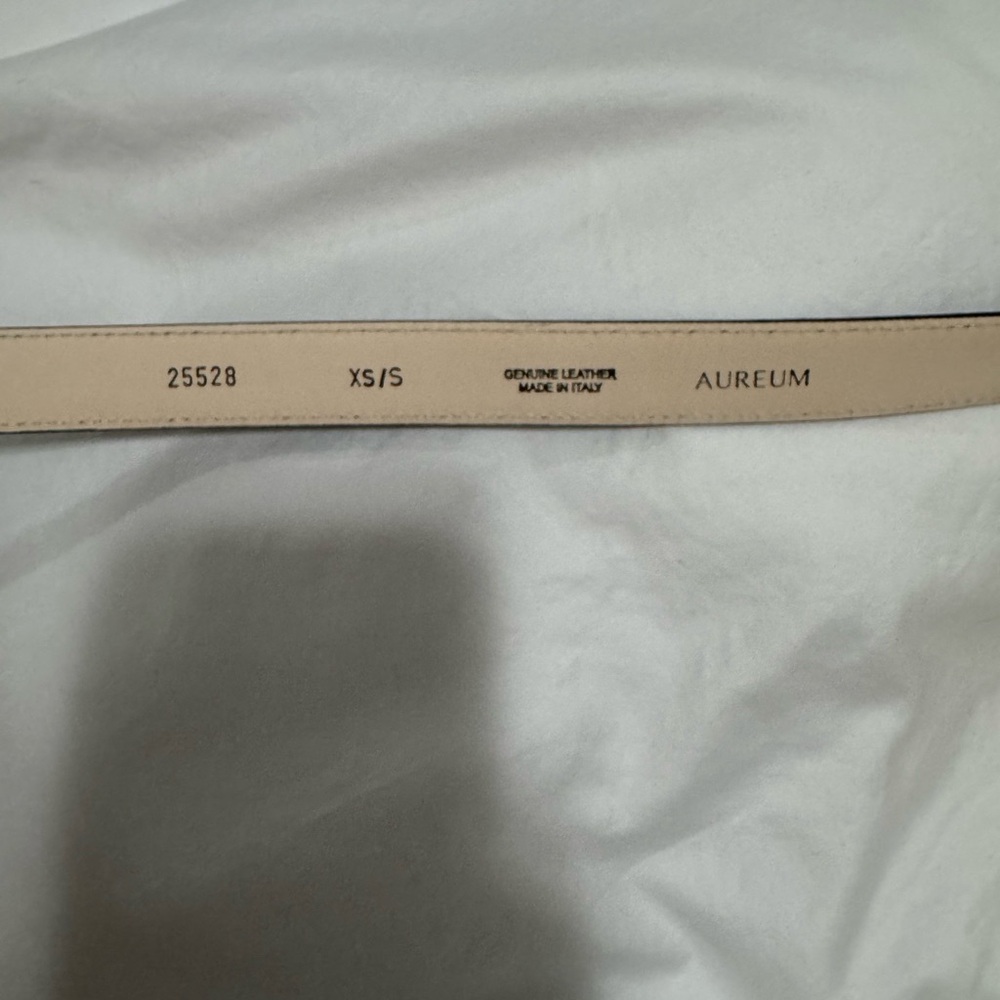 25528
XS/S
GENUINE LEATHER
MADE IN ITALY
AUREUM